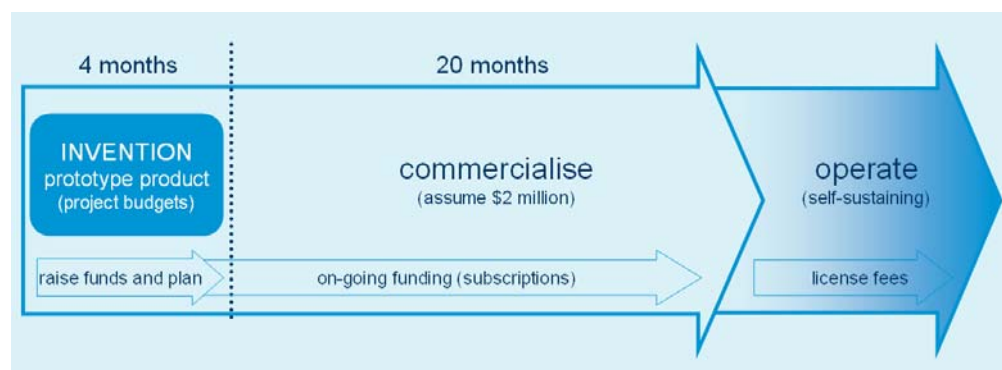 4 months
20 months
INVENTION
prototype product
(project budgets)
commercialise
(assume $2 million)
operate
(self-sustaining)
raise funds and plan
on-going funding (subscriptions)
license fees